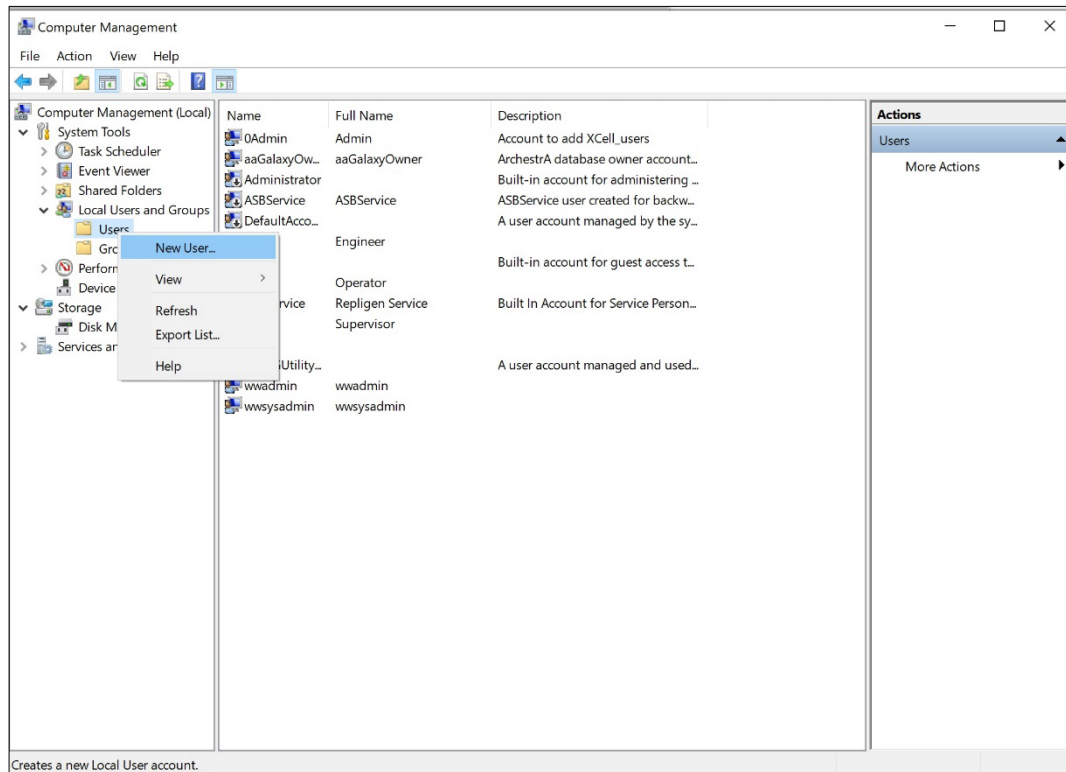 Computer Management
File Action View Help
Computer Management (Local)
System Tools
Task Scheduler
Event Viewer
Shared Folders
Local Users and Groups
Users
Gro
Perforn
Device
Storage
Disk M
Services an
New User...
View
Refresh
Export List...
Help
Name Full Name Description
0Admin Admin Account to add XCell_users
aaGalaxyOw... aaGalaxyOwner ArchestrA database owner account...
Administrator Built-in account for administering ...
ASBService ASBService ASBService user created for backw...
DefaultAcco... A user account managed by the sy...
Engineer
Built-in account for guest access t...
Operator
rvice Repligen Service Built In Account for Service Person...
Supervisor
Utility... A user account managed and used...
wwadmin wwadmin
wwsysadmin wwsysadmin
Actions
Users
More Actions
Creates a new Local User account.